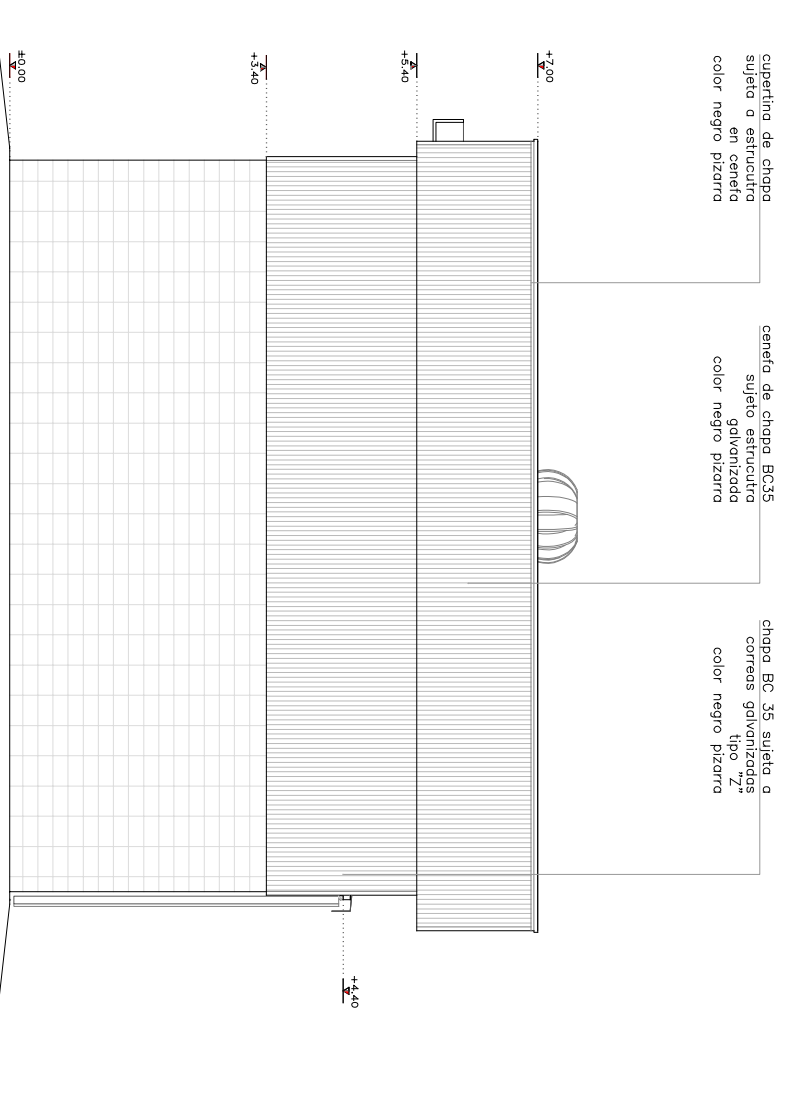 cupertina de chapa
sujeta a estrucutra
en cenefa
color negro pizarra
cenefa de chapa BC35
sujeto estrucutra
galvanizada
color negro pizarra
chapa BC 35 sujeta a
correas galvanizadas
tipo "Z"
color negro pizarra
+7.00
+5.40
+4.40
+3.40
±0.00